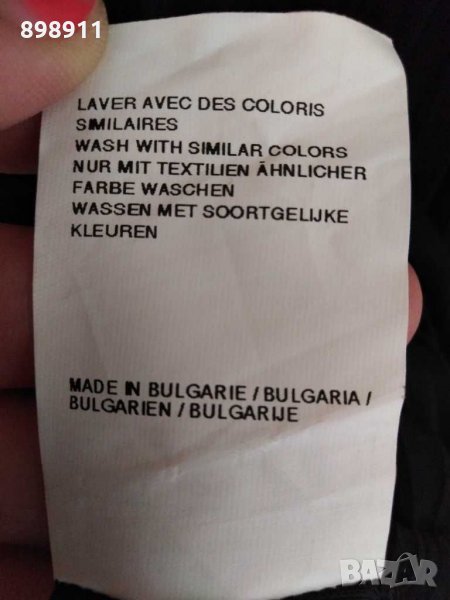 898911
LAVER AVEC DES COLORIS
SIMILAIRES
WASH WITH SIMILAR COLORS
NUR MIT TEXTILIEN ÄHNLICHER
FARBE WASCHEN
WASSEN MET SOORTGELIJKE
KLEUREN
MADE IN BULGARIE / BULGARIA /
BULGARIEN / BULGARIJE
BAZAR